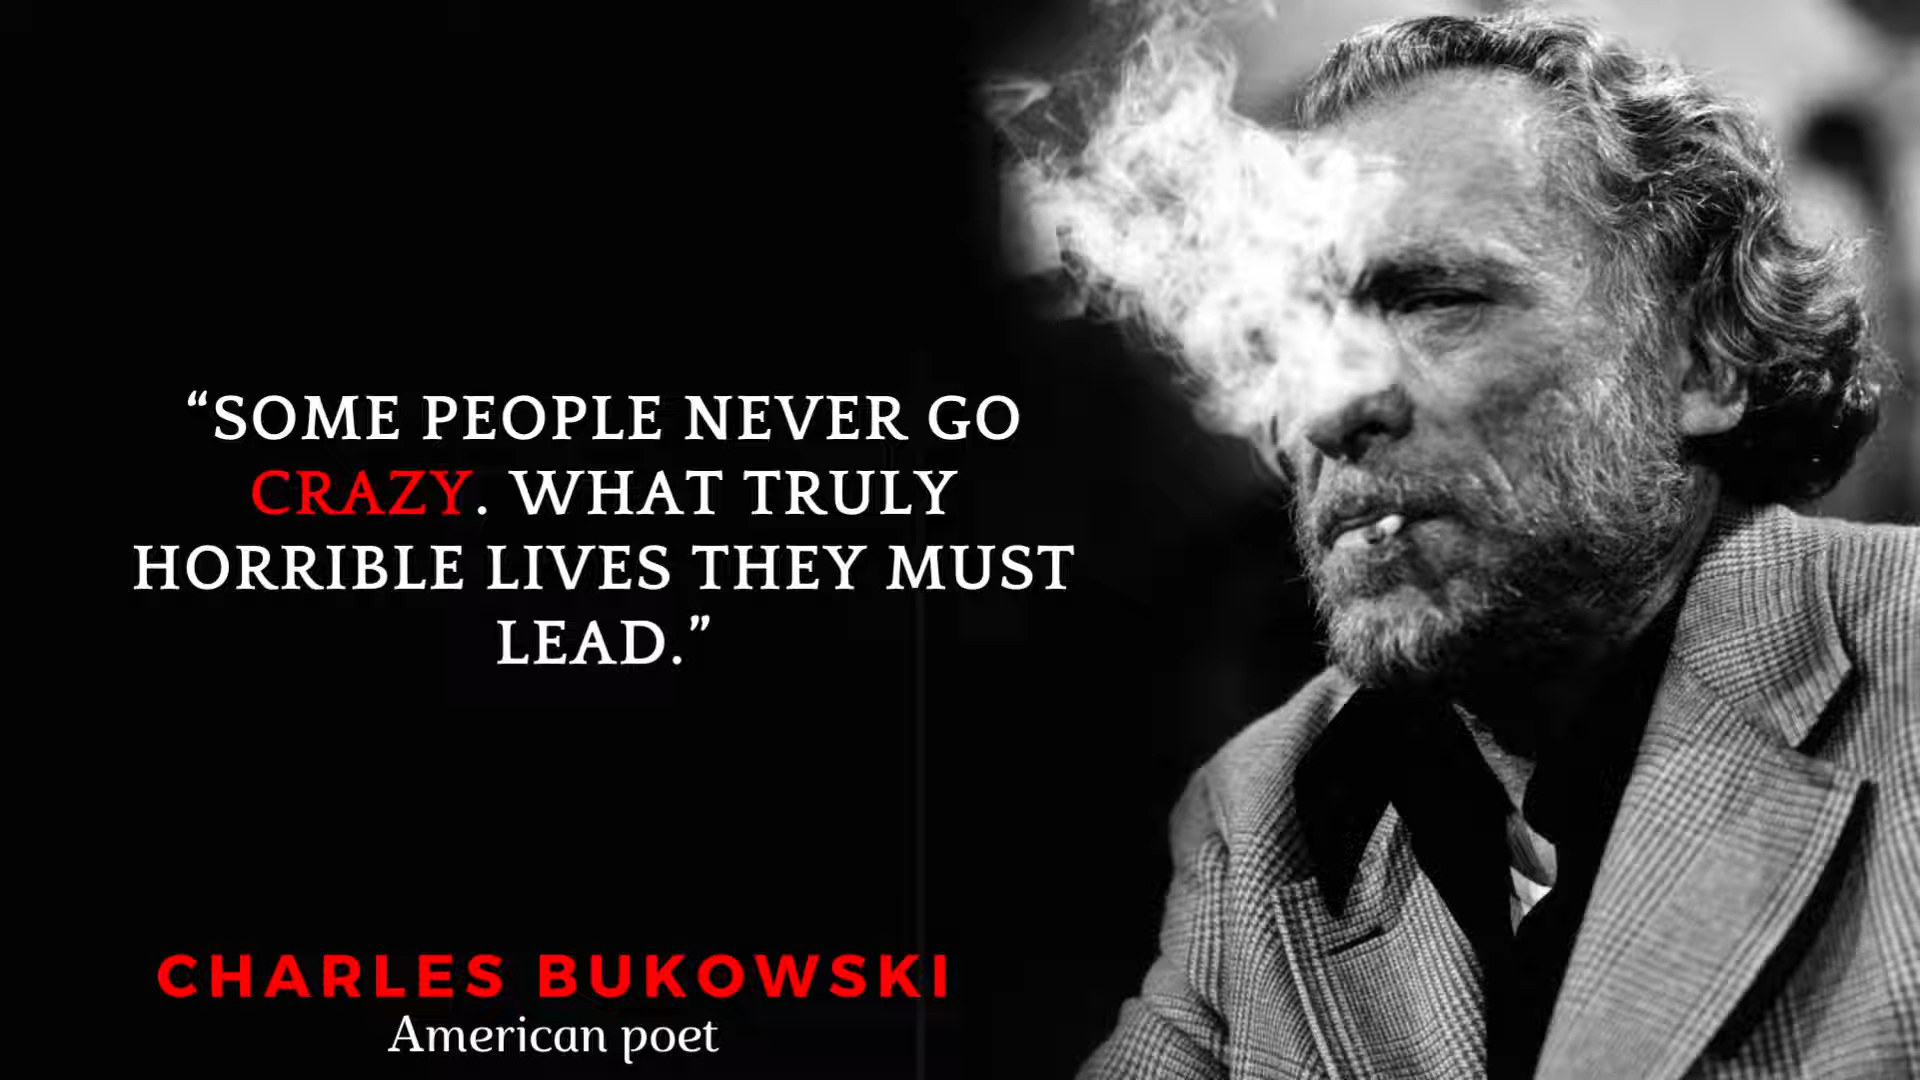 “SOME PEOPLE NEVER GO
CRAZY. WHAT TRULY
HORRIBLE LIVES THEY MUST
LEAD.”
CHARLES BUKOWSKI
American poet